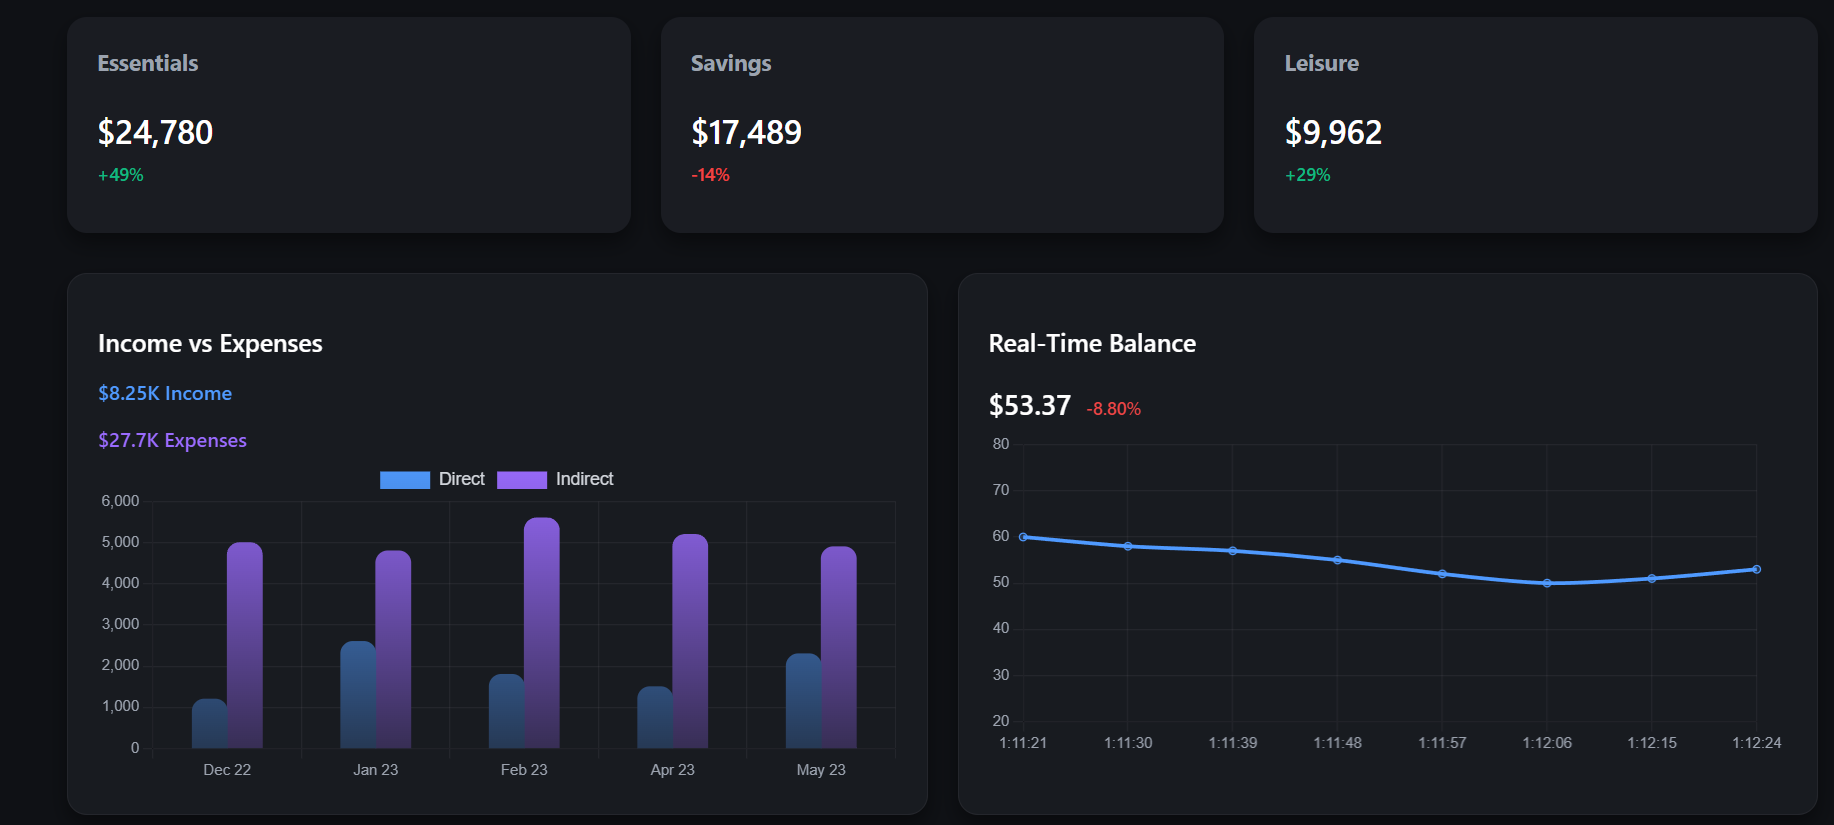 Essentials
$24,780
+49%
Savings
$17,489
-14%
Leisure
$9,962
+29%
Income vs Expenses
$8.25K Income
$27.7K Expenses
Direct Indirect
6,000
5,000
4,000
3,000
2,000
1,000
0
Dec 22 Jan 23 Feb 23 Apr 23 May 23
Real-Time Balance
$53.37 -8.80%
80
70
60
50
40
30
20
1:11:21 1:11:30 1:11:39 1:11:48 1:11:57 1:12:06 1:12:15 1:12:24